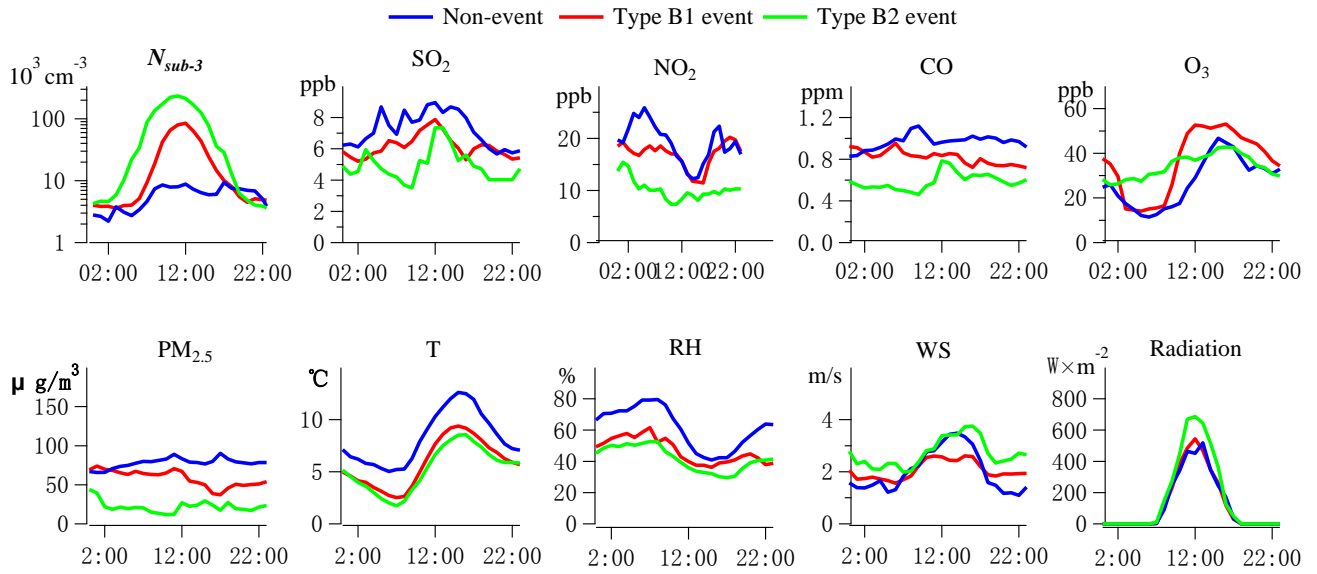 Non-event Type B1 event Type B2 event
N_sub-3 SO₂ NO₂ CO O₃
10³ cm⁻³ ppb ppb ppm ppb
100
10
1
02:00 12:00 22:00
8
6
4
2
0
02:00 12:00 22:00
20
10
0
02:00 12:00 22:00
1.2
0.8
0.4
0.0
02:00 12:00 22:00
60
40
20
0
02:00 12:00 22:00
PM₂.₅ T RH WS Radiation
μ g/m³ ℃ % m/s W×m⁻²
150
100
50
0
2:00 12:00 22:00
10
5
0
2:00 12:00 22:00
80
60
40
20
0
2:00 12:00 22:00
4
2
0
2:00 12:00 22:00
800
600
400
200
0
2:00 12:00 22:00